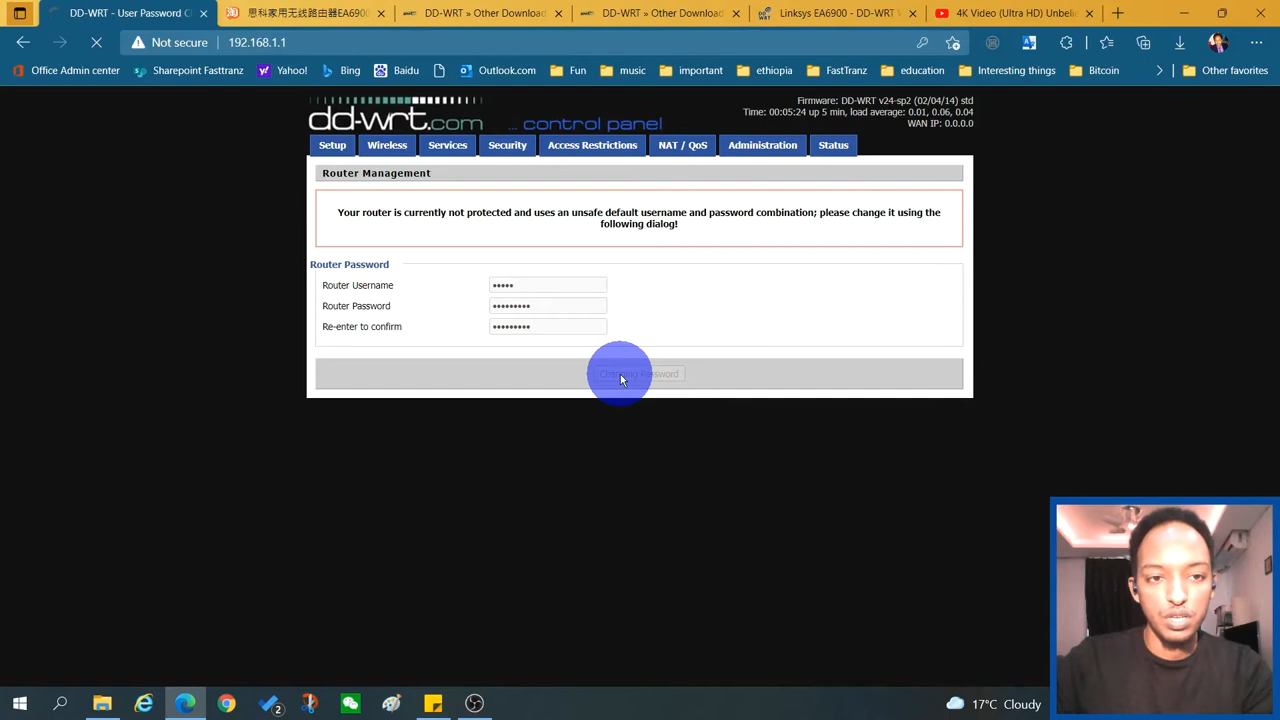 DD-WRT - User Password C
思科家用无线路由器EA6900
DD-WRT » Other Download
DD-WRT » Other Download
Linksys EA6900 - DD-WRT W
4K Video (Ultra HD) Unbelie
Not secure
192.168.1.1
Office Admin center
Sharepoint Fasttranz
Yahoo!
Bing
Baidu
Outlook.com
Fun
music
important
ethiopia
FastTranz
education
Interesting things
Bitcoin
Other favorites
dd-wrt.com ... control panel
Firmware: DD-WRT v24-sp2 (02/04/14) std
Time: 00:05:24 up 5 min, load average: 0.01, 0.06, 0.04
WAN IP: 0.0.0.0
Setup
Wireless
Services
Security
Access Restrictions
NAT / QoS
Administration
Status
Router Management
Your router is currently not protected and uses an unsafe default username and password combination; please change it using the
following dialog!
Router Password
Router Username
•••••
Router Password
•••••••••
Re-enter to confirm
•••••••••
Changing Password
2
17°C Cloudy